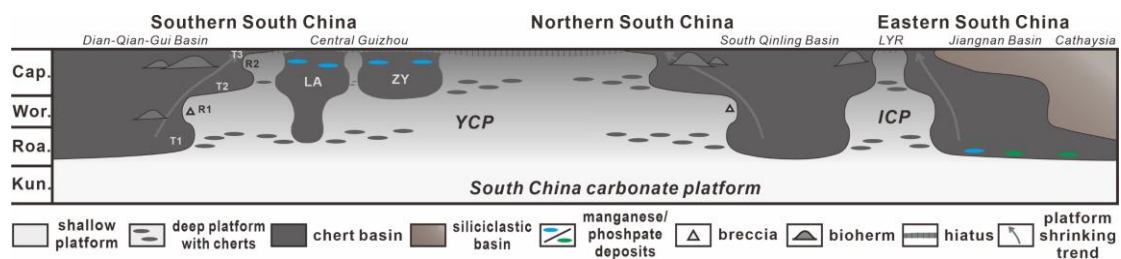 Southern South China Northern South China Eastern South China
Dian-Qian-Gui Basin Central Guizhou South Qinling Basin LYR Jiangnan Basin Cathaysia
T3
R2
Cap.
LA ZY
T2
Wor.
R1
YCP ICP
T1
Roa.
Kun.
South China carbonate platform
shallow platform
deep platform with cherts
chert basin
siliciclastic basin
manganese/ phoshpate deposits
breccia
bioherm
hiatus
platform shrinking trend